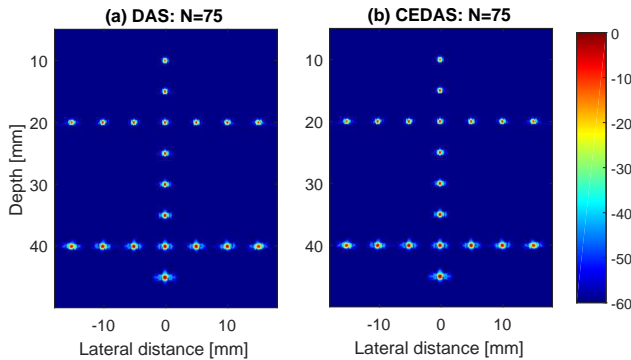 (a) DAS: N=75
(b) CEDAS: N=75
Depth [mm]
10
20
30
40
10
20
30
40
0
-10
-20
-30
-40
-50
-60
-10 0 10
-10 0 10
Lateral distance [mm]
Lateral distance [mm]